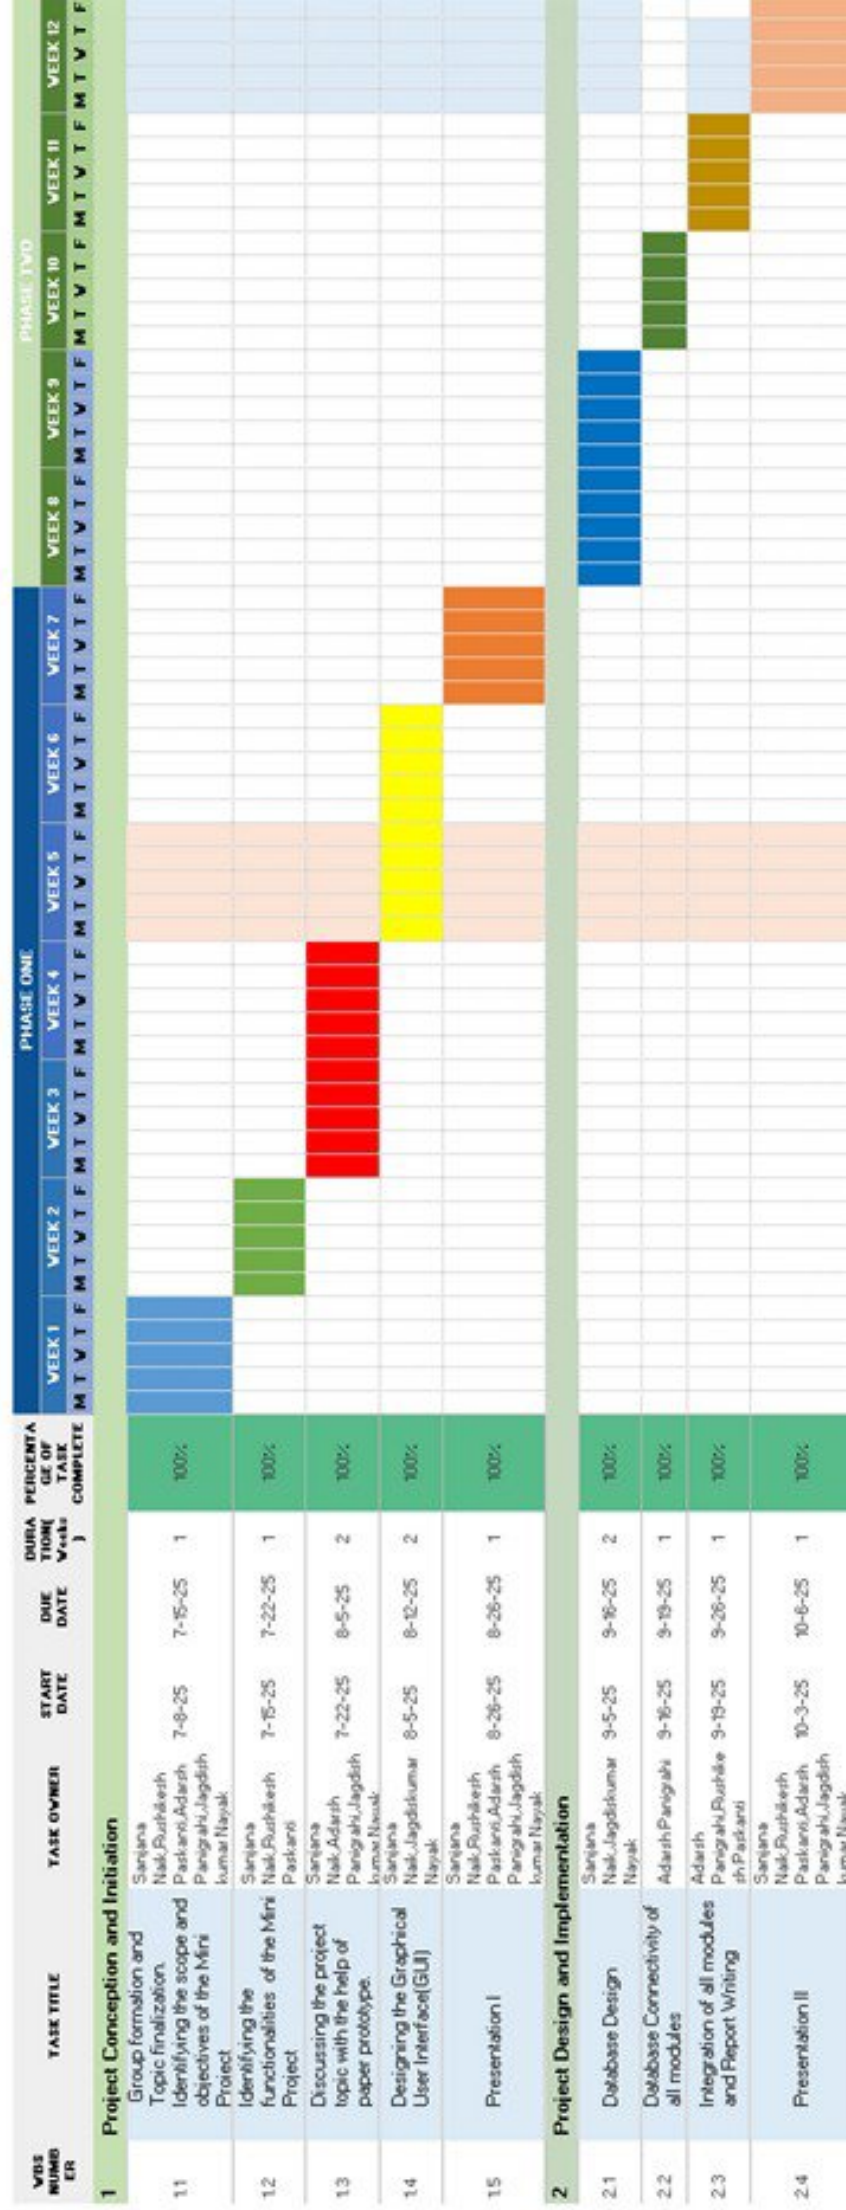 WBS NUMB ER
TASK TITLE
TASK OWNER
START DATE
DUE DATE
DURA TION( Weeks )
PERCENTA GE OF TASK COMPLETE
PHASE ONE
PHASE TWO
WEEK 1
WEEK 2
WEEK 3
WEEK 4
WEEK 5
WEEK 6
WEEK 7
WEEK 8
WEEK 9
WEEK 10
WEEK 11
WEEK 12
M T W T F M T W T F M T W T F M T W T F M T W T F M T W T F M T W T F M T W T F M T W T F M T W T F M T W T F M T W T F
1 Project Conception and Initiation
1.1
Group formation and
Topic finalization.
Identifying the scope and
objectives of the Mini
Project
Sanjana
Naik,Rushikesh
Paskanti,Adarsh
Panigrahi,Jagdish
kumar Nayak
7-8-25 7-15-25 1 100%
1.2
Identifying the
functionalities of the Mini
Project
Sanjana
Naik,Rushikesh
Paskanti
7-15-25 7-22-25 1 100%
1.3
Discussing the project
topic with the help of
paper prototype.
Sanjana
Naik,Adarsh
Panigrahi,Jagdish
kumar Nayak
7-22-25 8-5-25 2 100%
1.4
Designing the Graphical
User Interface(GUI)
Sanjana
Naik,Jagdiskumar
Nayak
8-5-25 8-12-25 2 100%
1.5
Presentation I
Sanjana
Naik,Rushikesh
Paskanti,Adarsh
Panigrahi,Jagdish
kumar Nayak
8-26-25 8-26-25 1 100%
2 Project Design and Implementation
2.1
Database Design
Sanjana
Naik,Jagdiskumar
Nayak
9-5-25 9-16-25 2 100%
2.2
Database Connectivity of
all modules
Adarsh Panigrahi
9-16-25 9-19-25 1 100%
2.3
Integration of all modules
and Report Writing
Adarsh
Panigrahi,Rushike
sh Paskanti
9-19-25 9-26-25 1 100%
2.4
Presentation II
Sanjana
Naik,Rushikesh
Paskanti,Adarsh
Panigrahi,Jagdish
kumar Nayak
10-3-25 10-6-25 1 100%